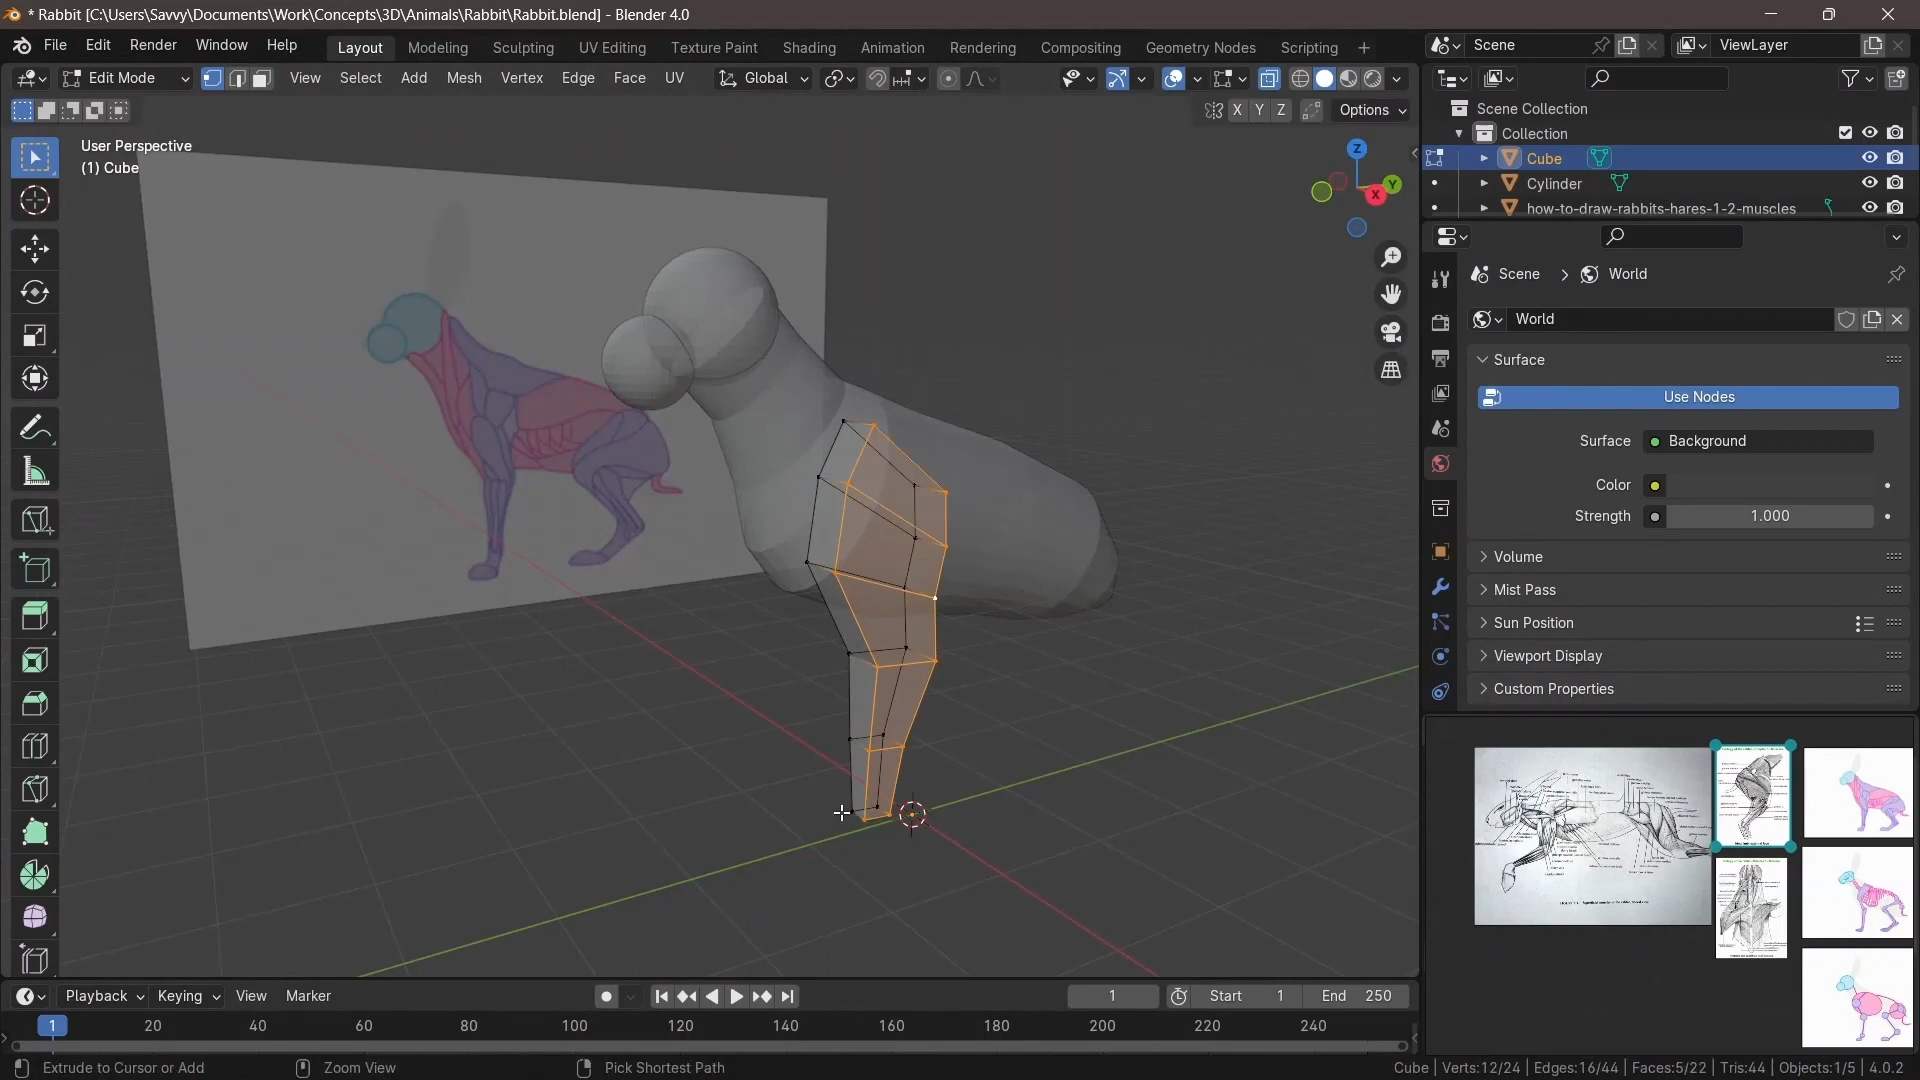 * Rabbit [C:\Users\Savvy\Documents\Work\Concepts\3D\Animals\Rabbit\Rabbit.blend] - Blender 4.0
File Edit Render Window Help
Layout Modeling Sculpting UV Editing Texture Paint Shading Animation Rendering Compositing Geometry Nodes Scripting +
Scene
ViewLayer
Edit Mode
View Select Add Mesh Vertex Edge Face UV
Global
X Y Z
Options
User Perspective
(1) Cube
Z
Y
X
Scene Collection
Collection
Cube
Cylinder
how-to-draw-rabbits-hares-1-2-muscles
Scene > World
World
Surface
Use Nodes
Surface Background
Color
Strength 1.000
Volume
Mist Pass
Sun Position
Viewport Display
Custom Properties
Playback Keying View Marker
1
Start 1
End 250
1 20 40 60 80 100 120 140 160 180 200 220 240
Extrude to Cursor or Add
Zoom View
Pick Shortest Path
Cube | Verts:12/24 | Edges:16/44 | Faces:5/22 | Tris:44 | Objects:1/5 | 4.0.2